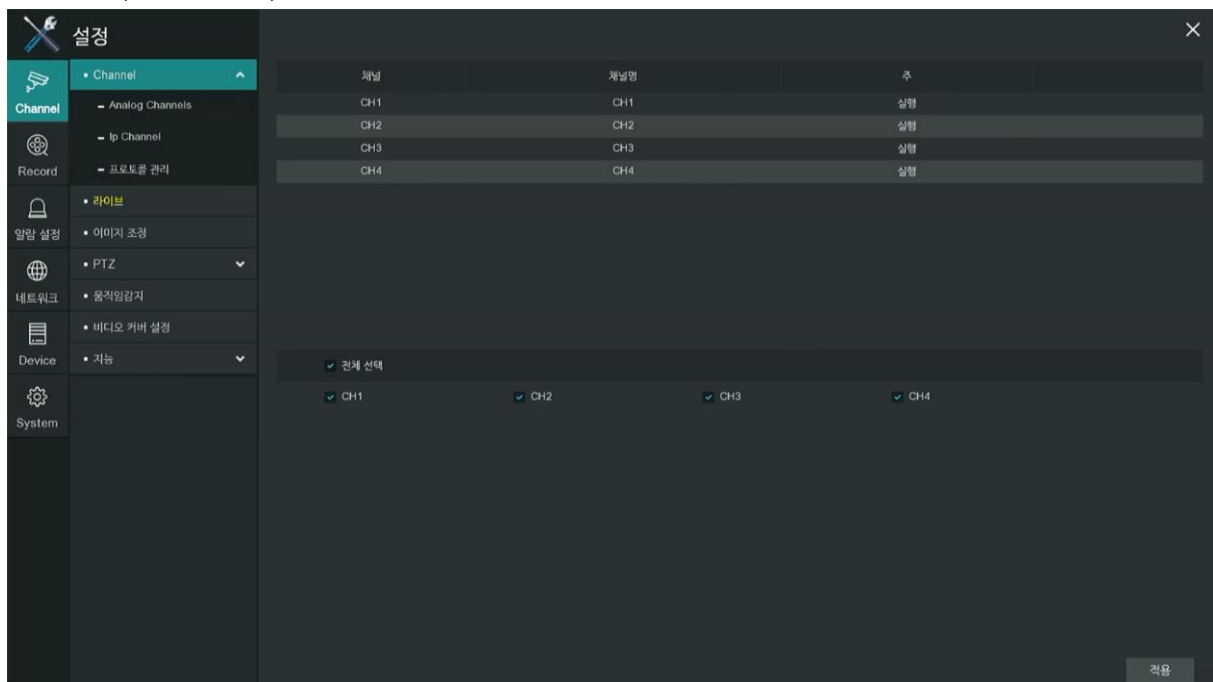 설정
Channel
Record
알람 설정
네트워크
Device
System
Channel
Analog Channels
Ip Channel
프로토콜 관리
라이브
이미지 조정
PTZ
움직임감지
비디오 커버 설정
지능
채널 채널명 주
CH1 CH1 실행
CH2 CH2 실행
CH3 CH3 실행
CH4 CH4 실행
전체 선택
CH1 CH2 CH3 CH4
적용